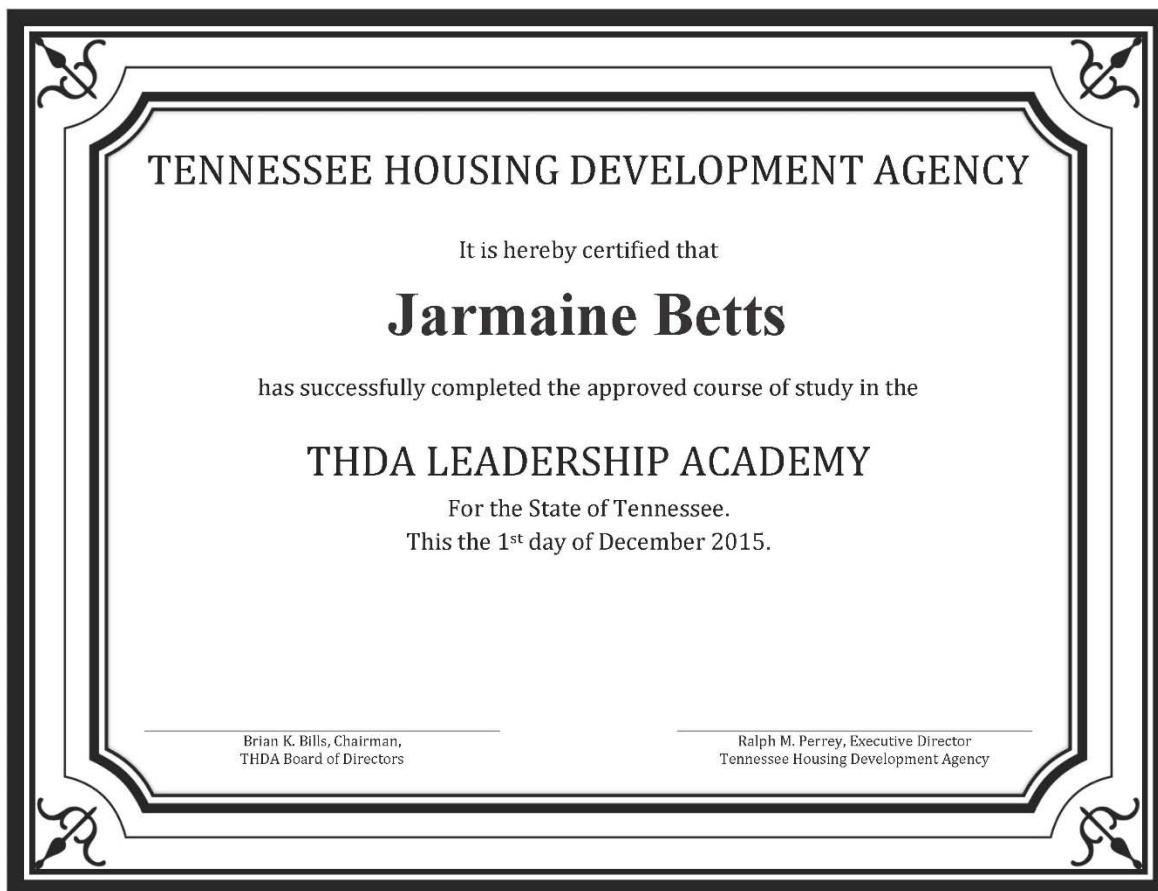 TENNESSEE HOUSING DEVELOPMENT AGENCY
It is hereby certified that
Jarmaine Betts
has successfully completed the approved course of study in the
THDA LEADERSHIP ACADEMY
For the State of Tennessee.
This the 1st day of December 2015.
Brian K. Bills, Chairman,
THDA Board of Directors
Ralph M. Perrey, Executive Director
Tennessee Housing Development Agency